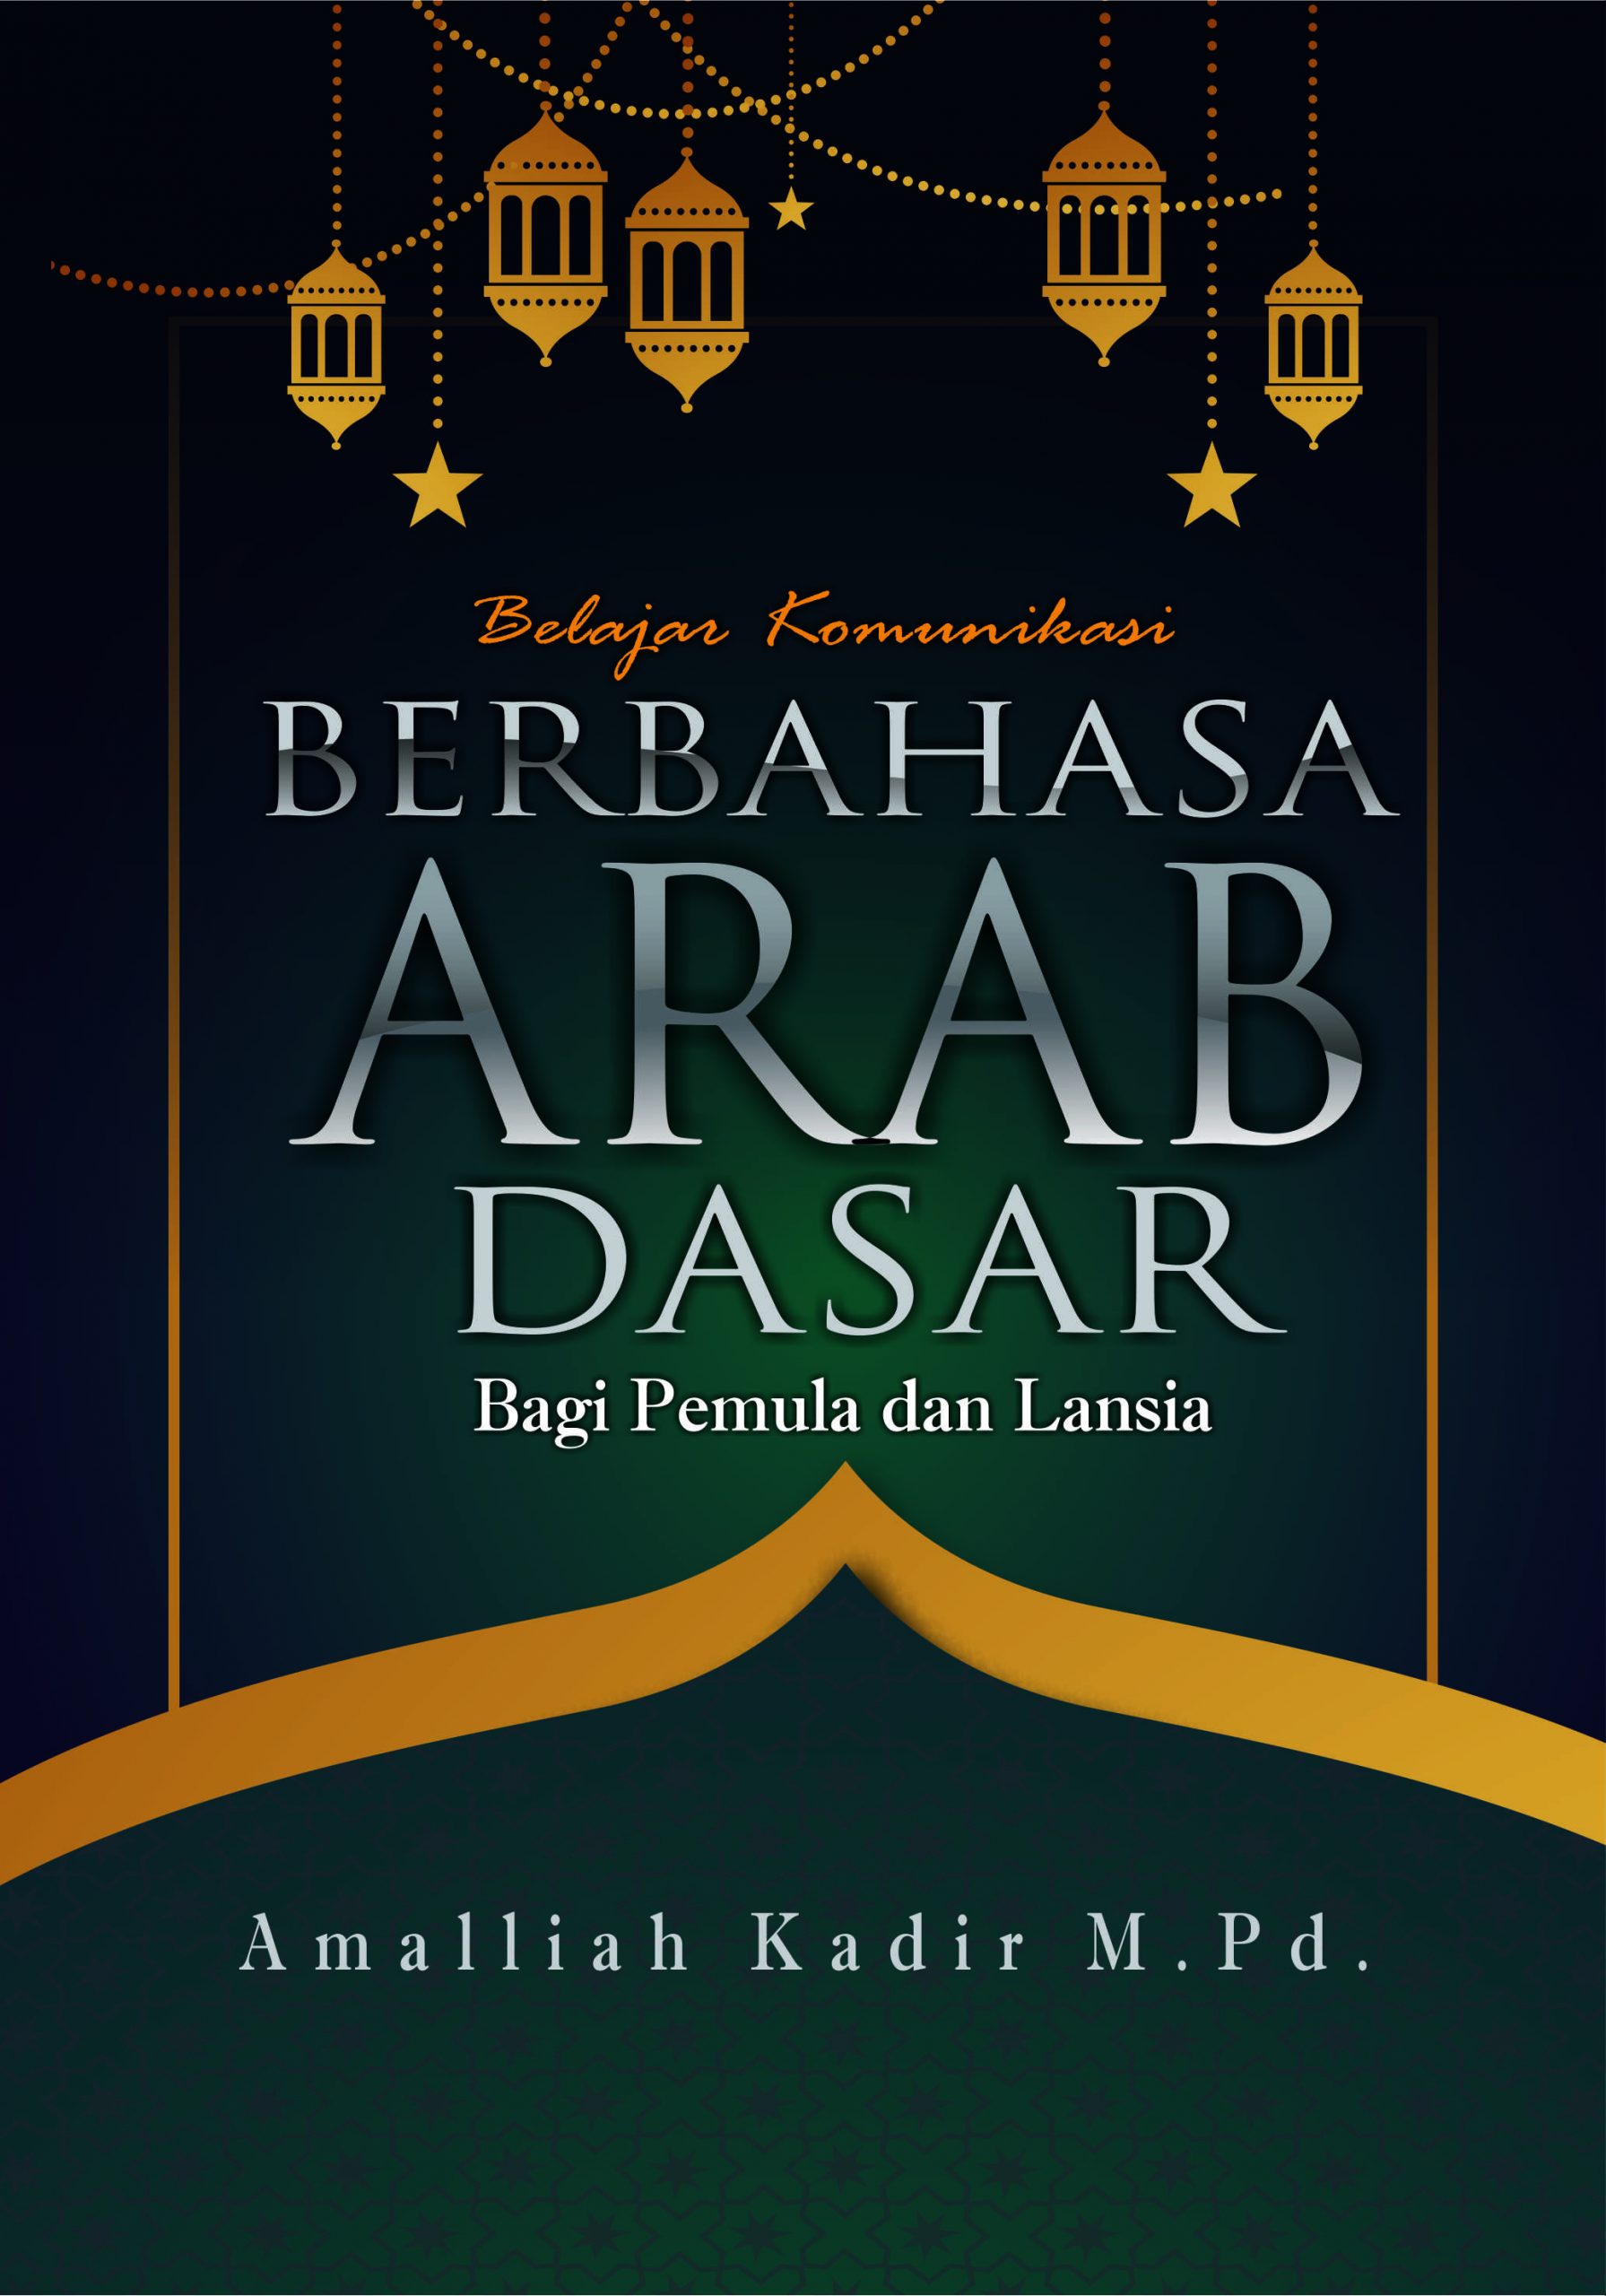 Belajar Komunikasi
BERBAHASA
ARAB
DASAR
Bagi Pemula dan Lansia
Amalliah Kadir M.Pd.